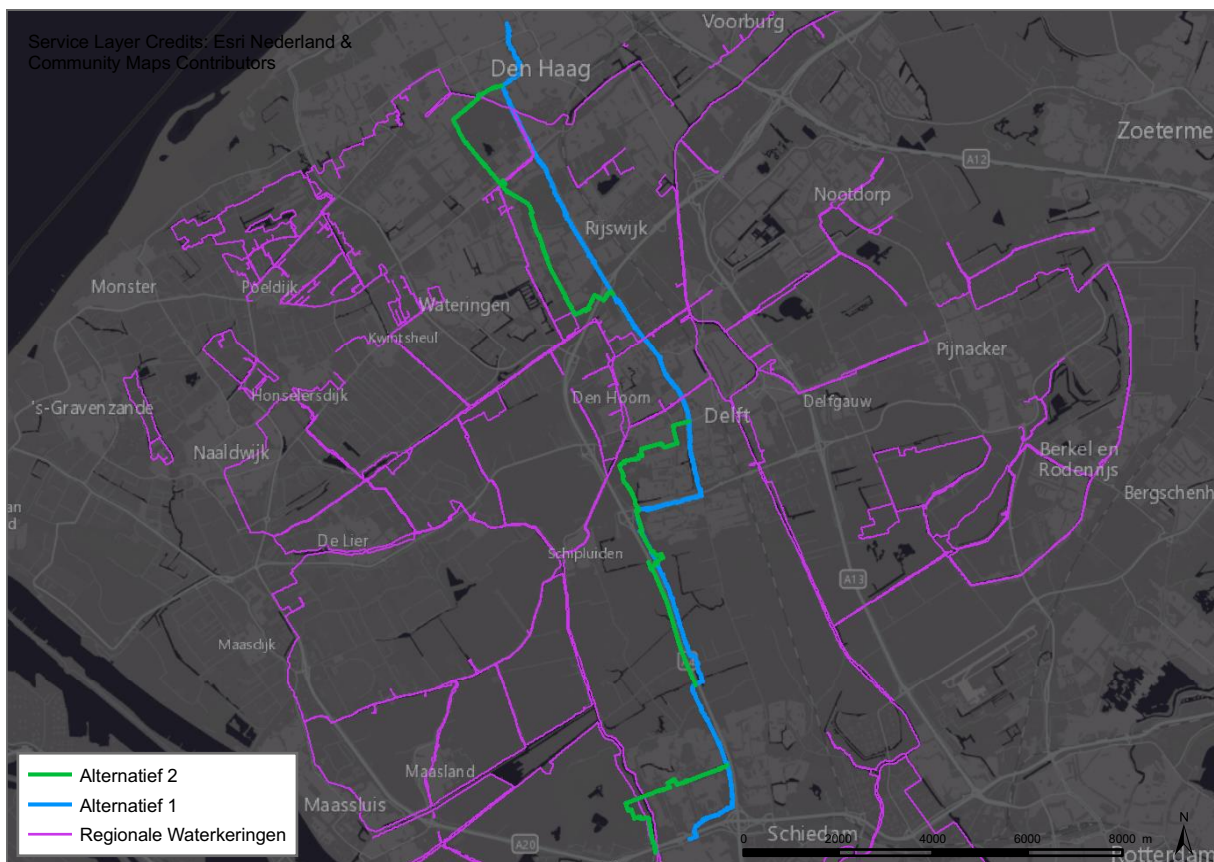 Service Layer Credits: Esri Nederland &
Community Maps Contributors
Voorburg
Den Haag
Zoeterme
A12
Nootdorp
Rijswijk
Monster
Poeldijk
Wateringen
Kwintsheul
Pijnacker
Honselersdijk
Den Hoorn
's-Gravenzande
Delft
Delfgauw
Naaldwijk
Berkel en
Rodenrijs
Bergschenh
an
d
De Lier
Schipluiden
A13
Maasdijk
Maasland
Maassluis
A20
Schiedam
Rotterdam
Alternatief 2
Alternatief 1
Regionale Waterkeringen
0 2000 4000 6000 8000 m
N